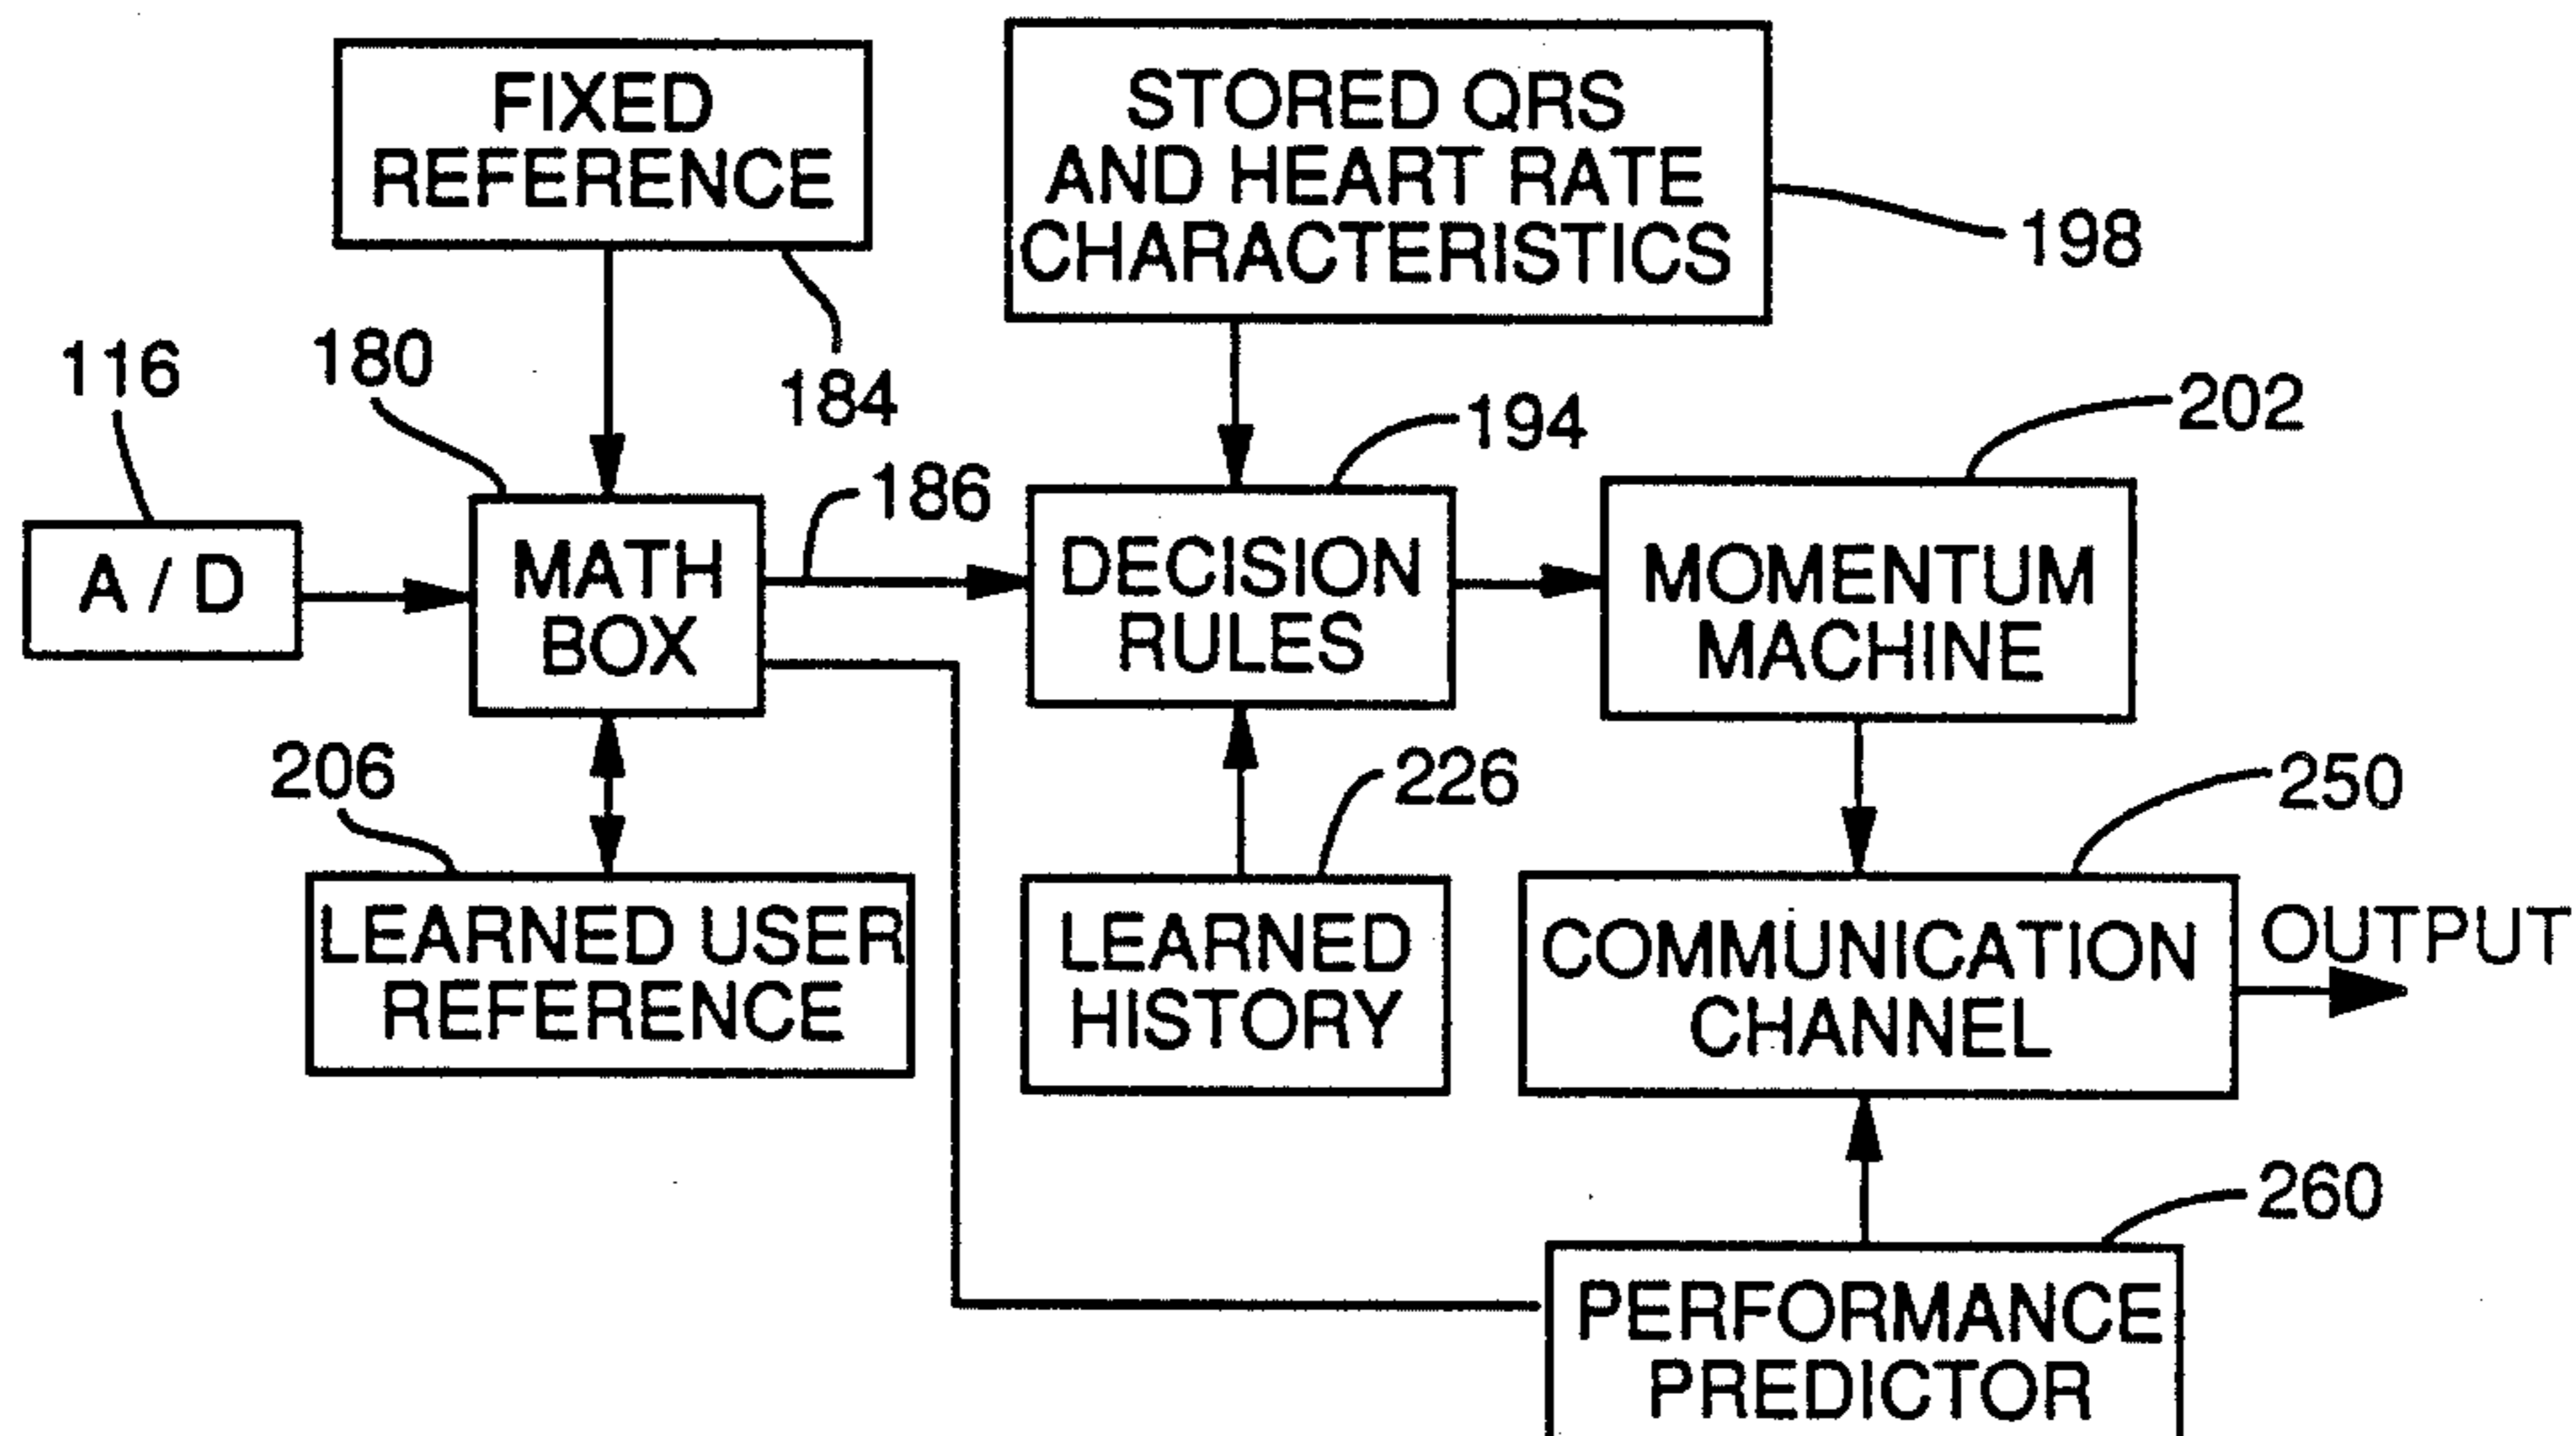 FIXED
REFERENCE
STORED QRS
AND HEART RATE
CHARACTERISTICS
198
116
180
184
194
202
186
A / D
MATH
BOX
DECISION
RULES
MOMENTUM
MACHINE
206
226
250
LEARNED USER
REFERENCE
LEARNED
HISTORY
COMMUNICATION
CHANNEL
OUTPUT
260
PERFORMANCE
PREDICTOR